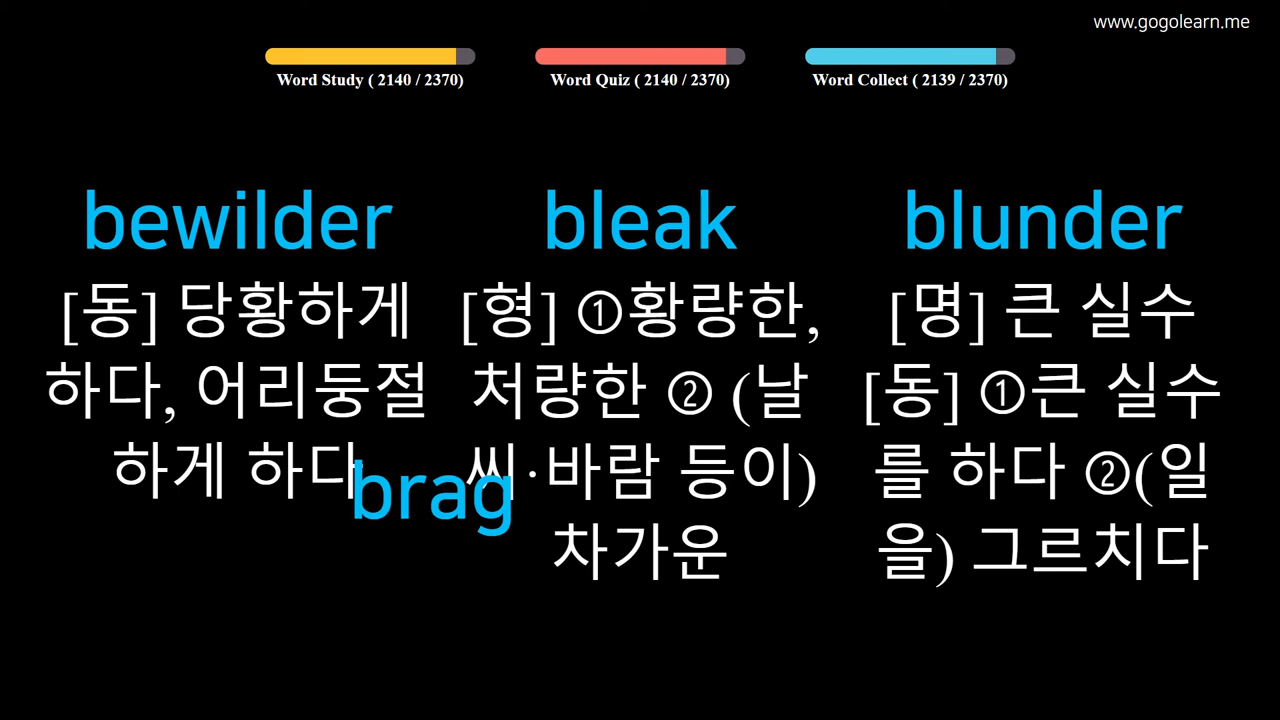 www.gogolearn.me
Word Study ( 2140 / 2370)
Word Quiz ( 2140 / 2370)
Word Collect ( 2139 / 2370)
bewilder
[동] 당황하게
하다, 어리둥절
하게 하다
bleak
[형] ①황량한,
처량한 ② (날
씨·바람 등이)
차가운
blunder
[명] 큰 실수
[동] ①큰 실수
를 하다 ②(일
을) 그르치다
brag